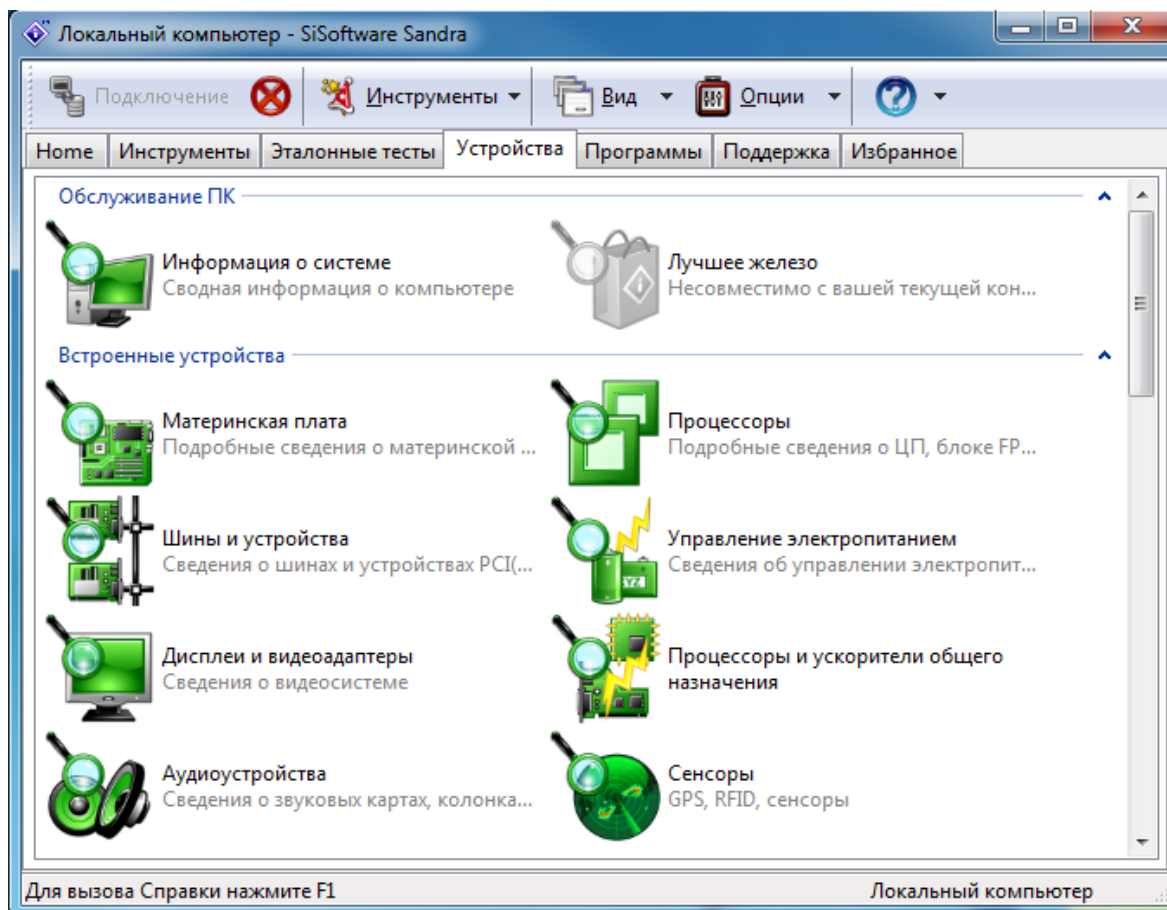 Локальный компьютер - SiSoftware Sandra
Подключение Инструменты Вид Опции
Home Инструменты Эталонные тесты Устройства Программы Поддержка Избранное
Обслуживание ПК
Информация о системе
Сводная информация о компьютере
Лучшее железо
Несовместимо с вашей текущей кон...
Встроенные устройства
Материнская плата
Подробные сведения о материнской ...
Процессоры
Подробные сведения о ЦП, блоке FP...
Шины и устройства
Сведения о шинах и устройствах PCI(...
Управление электропитанием
Сведения об управлении электропит...
Дисплеи и видеоадаптеры
Сведения о видеосистеме
Процессоры и ускорители общего
назначения
Аудиоустройства
Сведения о звуковых картах, колонка...
Сенсоры
GPS, RFID, сенсоры
Для вызова Справки нажмите F1 Локальный компьютер